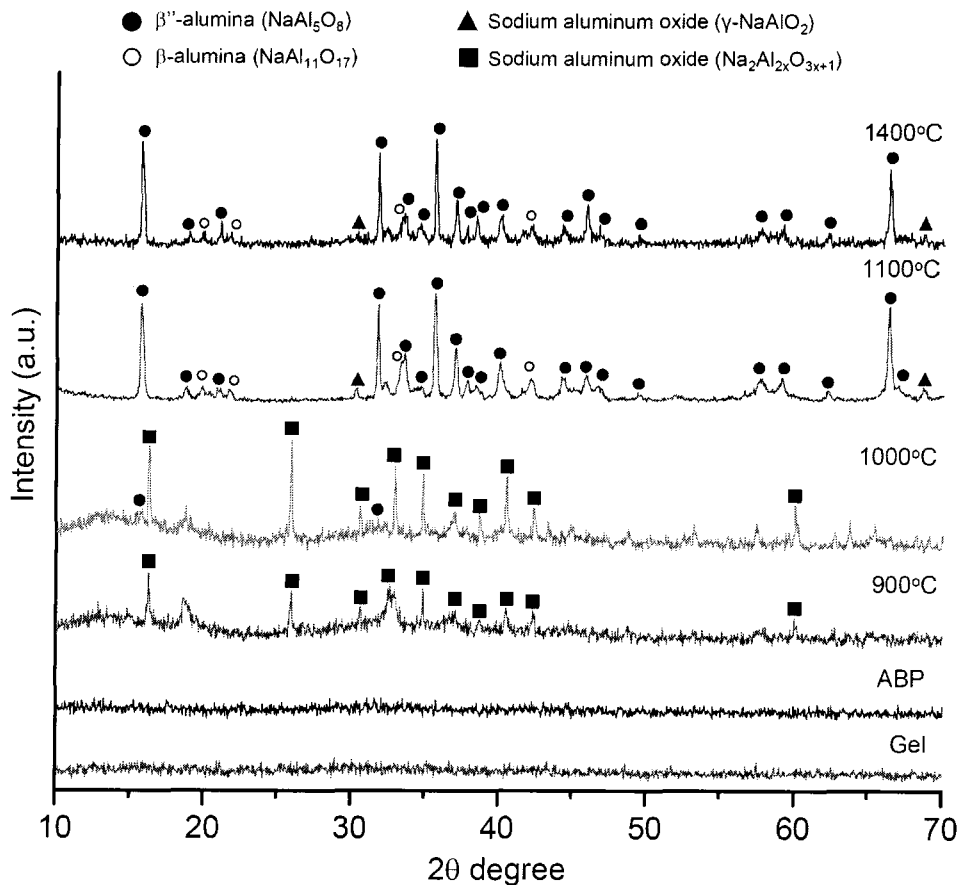 ● β''-alumina (NaAl₅O₈) ▲ Sodium aluminum oxide (γ-NaAlO₂)
○ β-alumina (NaAl₁₁O₁₇) ■ Sodium aluminum oxide (Na₂Al₂ₓO₃ₓ₊₁)
1400°C
1100°C
1000°C
900°C
ABP
Gel
Intensity (a.u.)
10 20 30 40 50 60 70
2θ degree